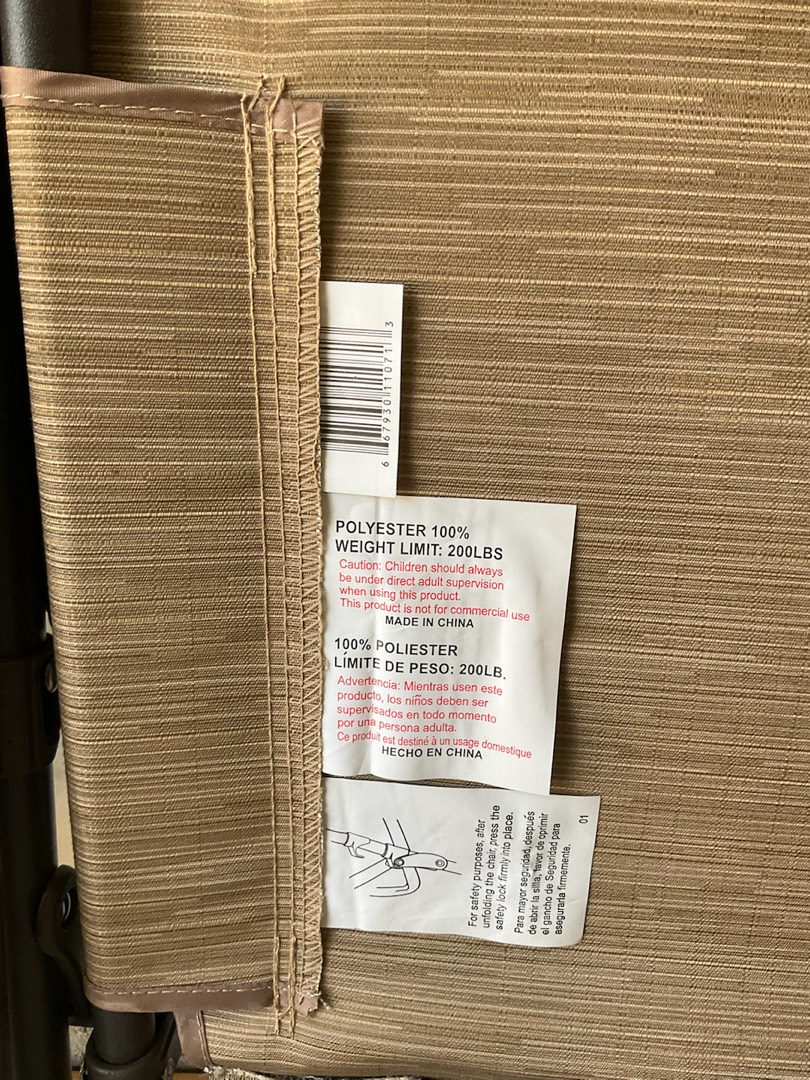 6 67930 11071 3
POLYESTER 100%
WEIGHT LIMIT: 200LBS
Caution: Children should always
be under direct adult supervision
when using this product.
This product is not for commercial use
MADE IN CHINA
100% POLIESTER
LÍMITE DE PESO: 200LB.
Advertencia: Mientras usen este
producto, los niños deben ser
supervisados en todo momento
por una persona adulta.
Ce produit est destiné à un usage domestique
HECHO EN CHINA
For safety purposes, after
unfolding the chair, press the
safety lock firmly into place.
Para mayor seguridad, después
de abrir la silla, favor de oprimir
el gancho de Seguridad para
asegurarla firmemente.
01